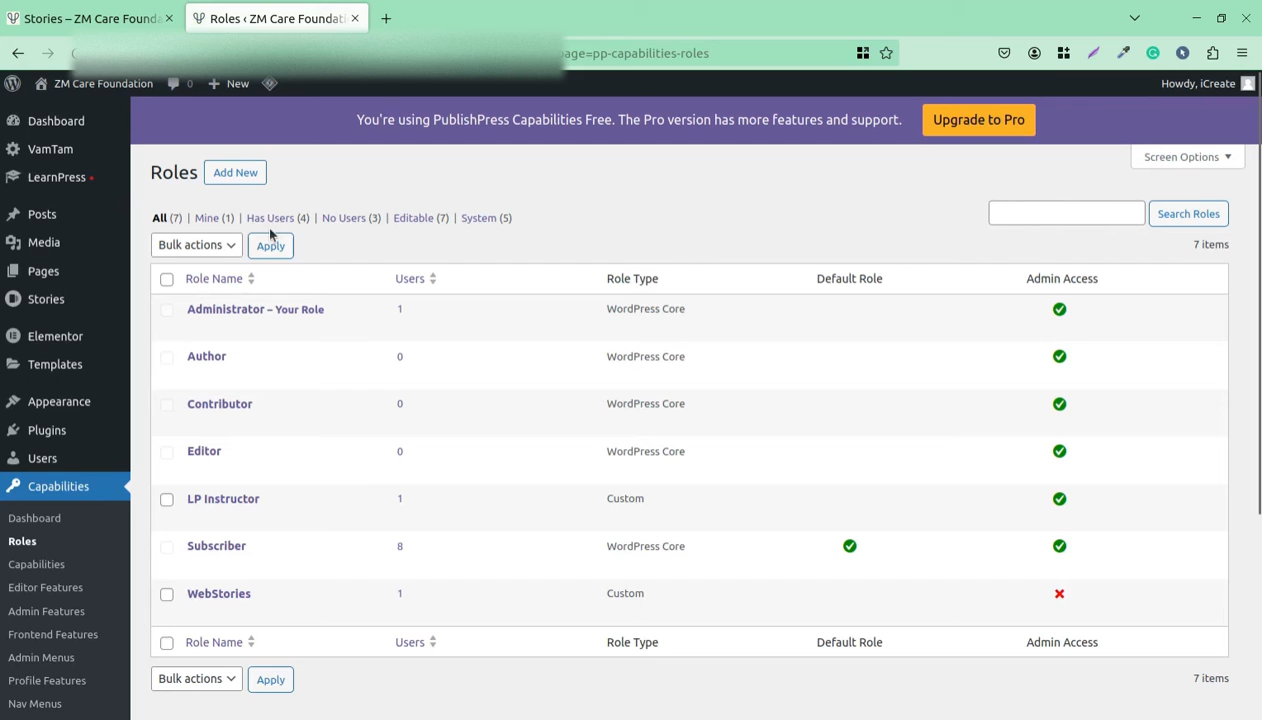 Stories – ZM Care Founda
Roles ‹ ZM Care Foundati
page=pp-capabilities-roles
ZM Care Foundation
0
New
Howdy, iCreate
Dashboard
VamTam
LearnPress
Posts
Media
Pages
Stories
Elementor
Templates
Appearance
Plugins
Users
Capabilities
Dashboard
Roles
Capabilities
Editor Features
Admin Features
Frontend Features
Admin Menus
Profile Features
Nav Menus
You're using PublishPress Capabilities Free. The Pro version has more features and support.
Upgrade to Pro
Screen Options
Roles
Add New
All (7) | Mine (1) | Has Users (4) | No Users (3) | Editable (7) | System (5)
Search Roles
Bulk actions
Apply
7 items
Role Name Users Role Type Default Role Admin Access
Administrator – Your Role 1 WordPress Core
Author 0 WordPress Core
Contributor 0 WordPress Core
Editor 0 WordPress Core
LP Instructor 1 Custom
Subscriber 8 WordPress Core
WebStories 1 Custom
Role Name Users Role Type Default Role Admin Access
Bulk actions
Apply
7 items